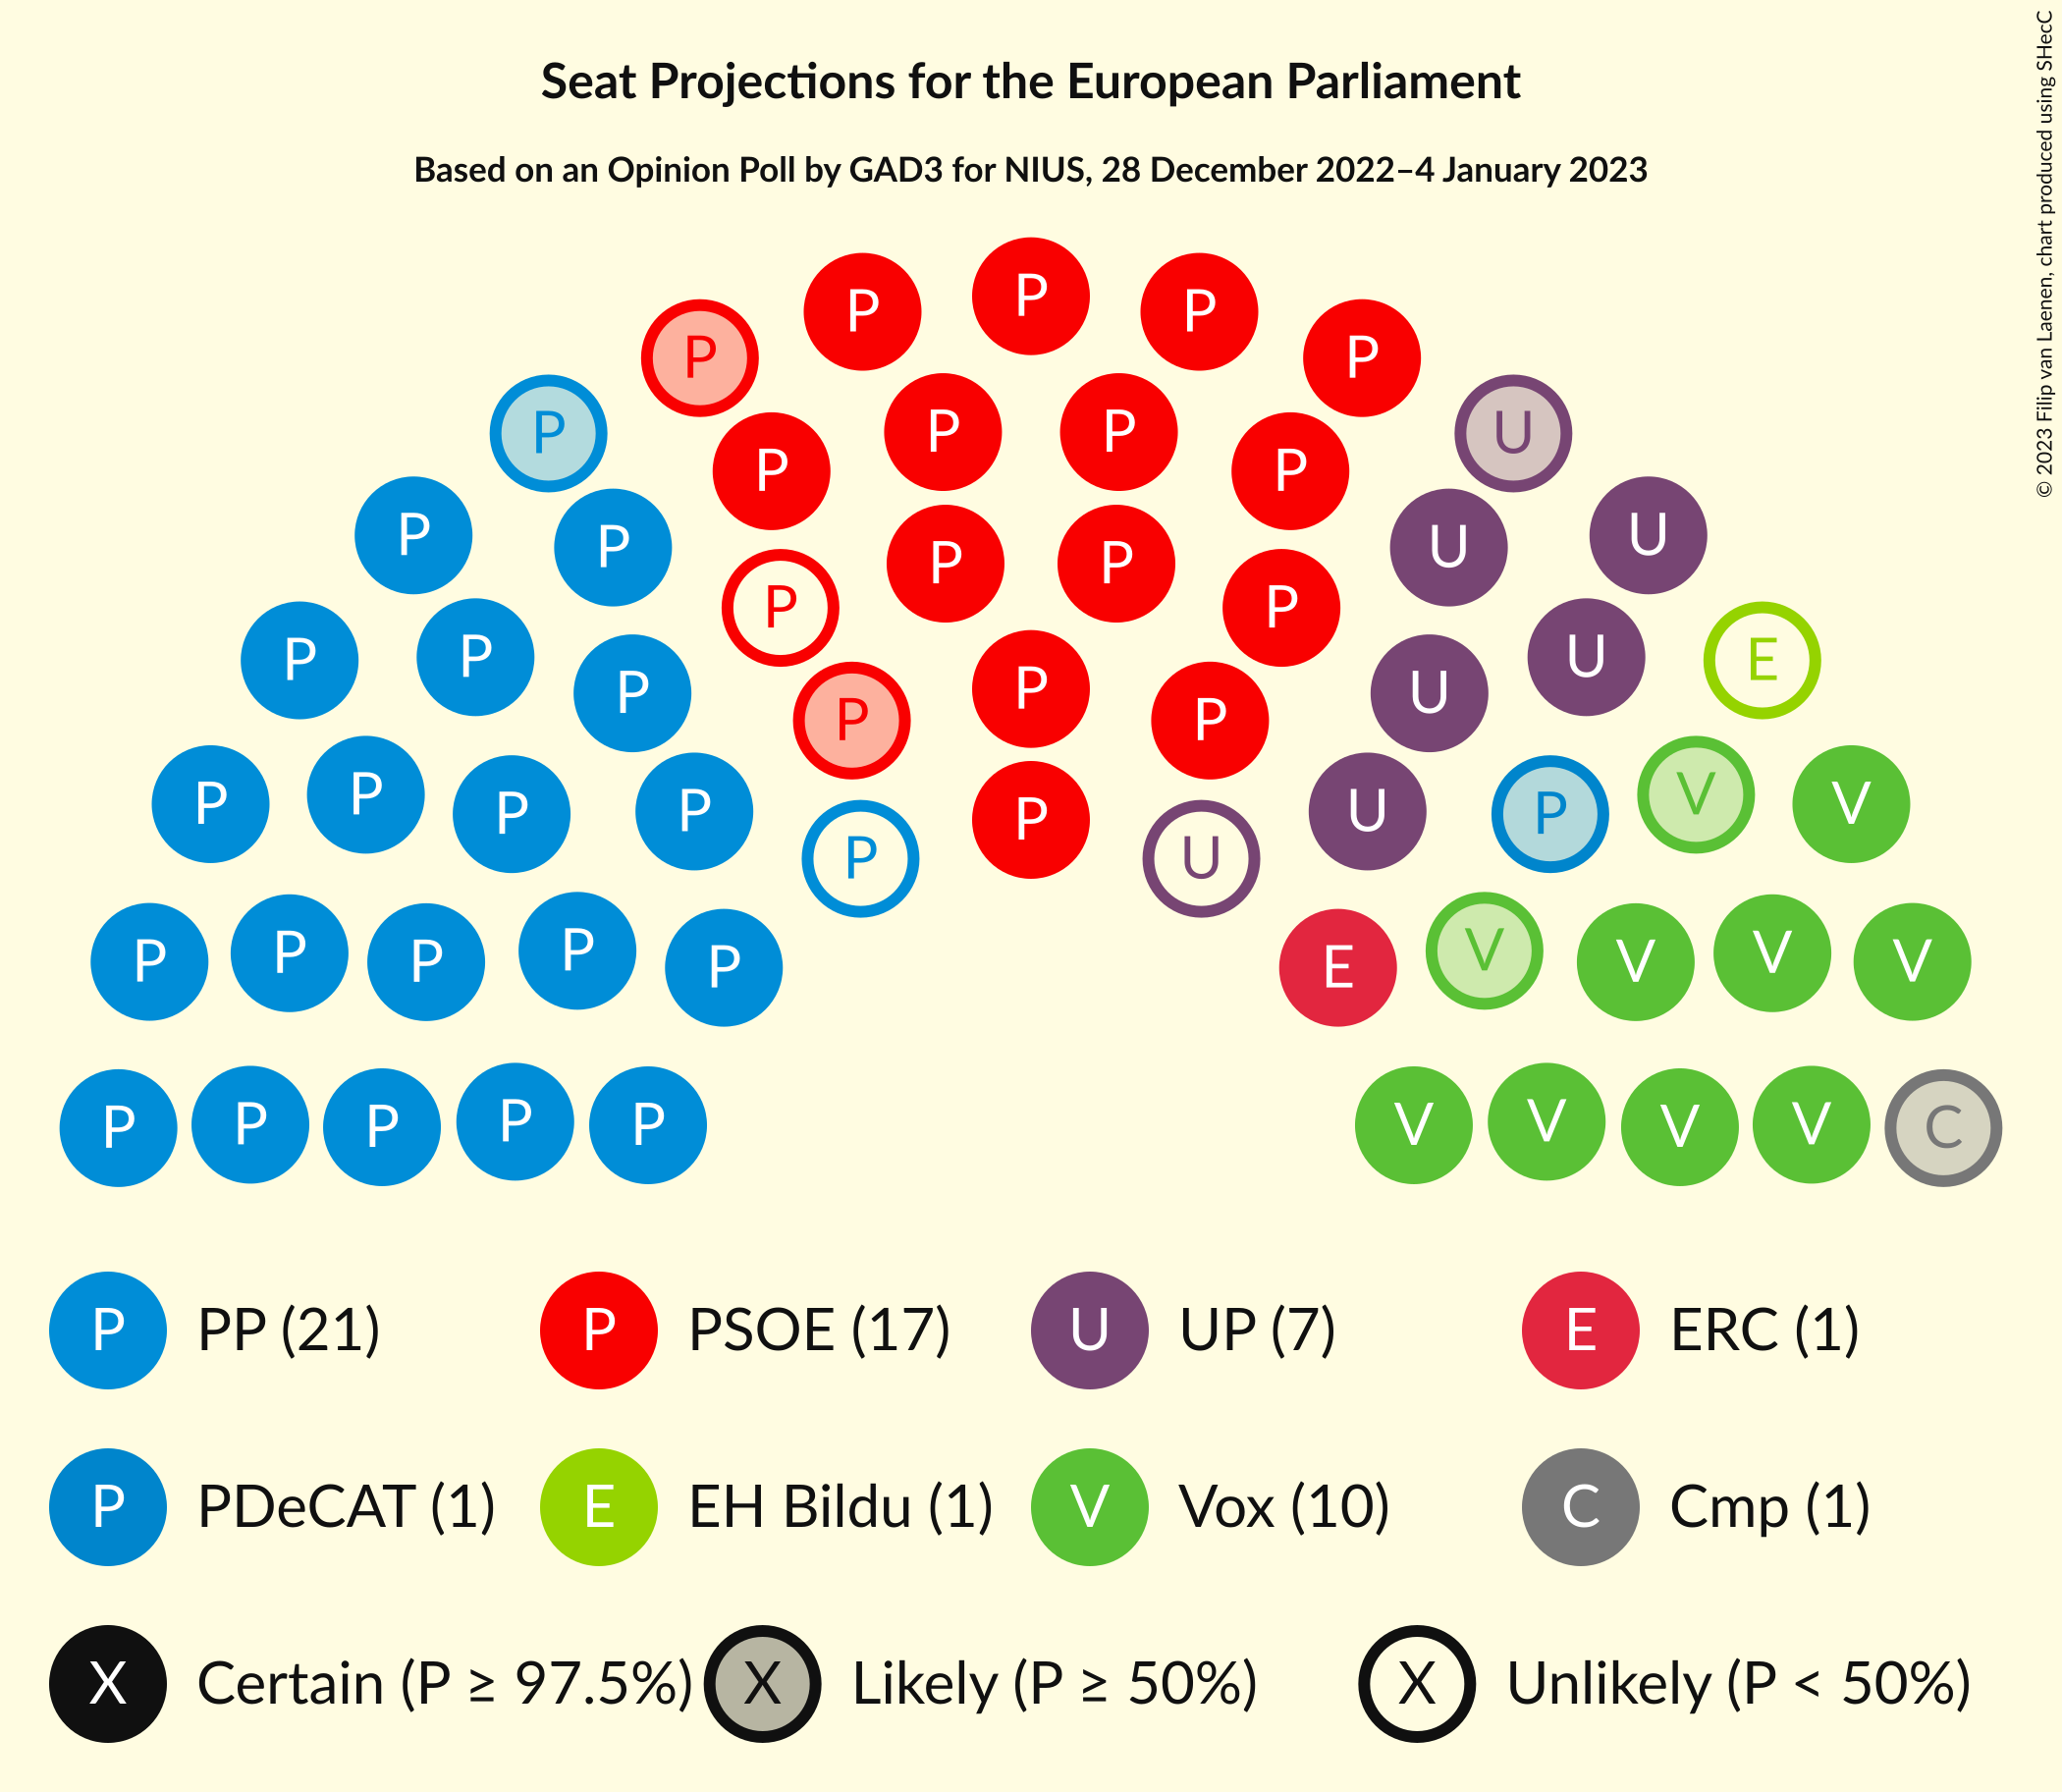 Seat Projections for the European Parliament
Based on an Opinion Poll by GAD3 for NIUS, 28 December 2022–4 January 2023
© 2023 Filip van Laenen, chart produced using SHecC
P
P P
P P
P P P P
P U
P P
P U U
P P
P P P U
P P E
P P P
P P
P P P U V V
P
P P U
P P P V V V
P P P V E
P P P P P V V V V C
P PP (21) P PSOE (17) U UP (7) E ERC (1)
P PDeCAT (1) E EH Bildu (1) V Vox (10) C Cmp (1)
X Certain (P ≥ 97.5%) X Likely (P ≥ 50%) X Unlikely (P < 50%)